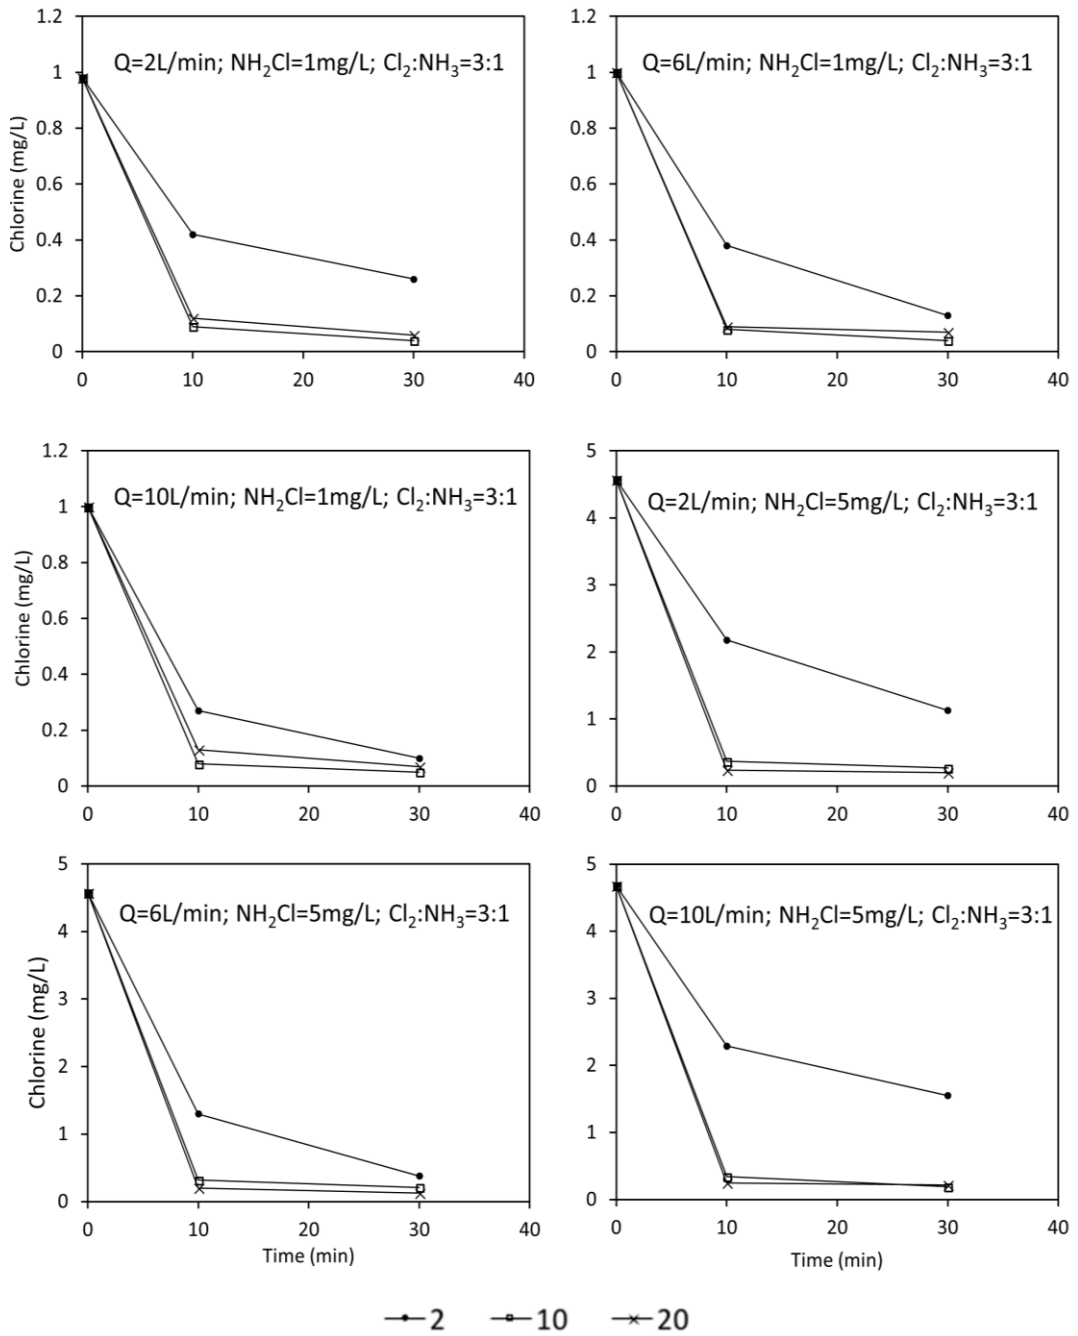 Q=2L/min; NH₂Cl=1mg/L; Cl₂:NH₃=3:1
Chlorine (mg/L)
1.2
1
0.8
0.6
0.4
0.2
0
0 10 20 30 40
Q=6L/min; NH₂Cl=1mg/L; Cl₂:NH₃=3:1
1.2
1
0.8
0.6
0.4
0.2
0
0 10 20 30 40
Q=10L/min; NH₂Cl=1mg/L; Cl₂:NH₃=3:1
Chlorine (mg/L)
1.2
1
0.8
0.6
0.4
0.2
0
0 10 20 30 40
Q=2L/min; NH₂Cl=5mg/L; Cl₂:NH₃=3:1
5
4
3
2
1
0
0 10 20 30 40
Q=6L/min; NH₂Cl=5mg/L; Cl₂:NH₃=3:1
Chlorine (mg/L)
5
4
3
2
1
0
0 10 20 30 40
Time (min)
Q=10L/min; NH₂Cl=5mg/L; Cl₂:NH₃=3:1
5
4
3
2
1
0
0 10 20 30 40
Time (min)
2 10 20